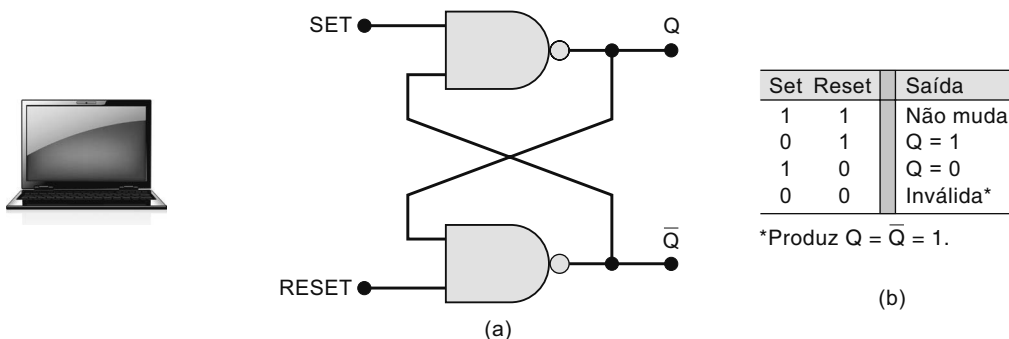 SET
Q
RESET
Q̅
(a)
Set Reset Saída
1 1 Não muda
0 1 Q = 1
1 0 Q = 0
0 0 Inválida*
*Produz Q = Q̅ = 1.
(b)